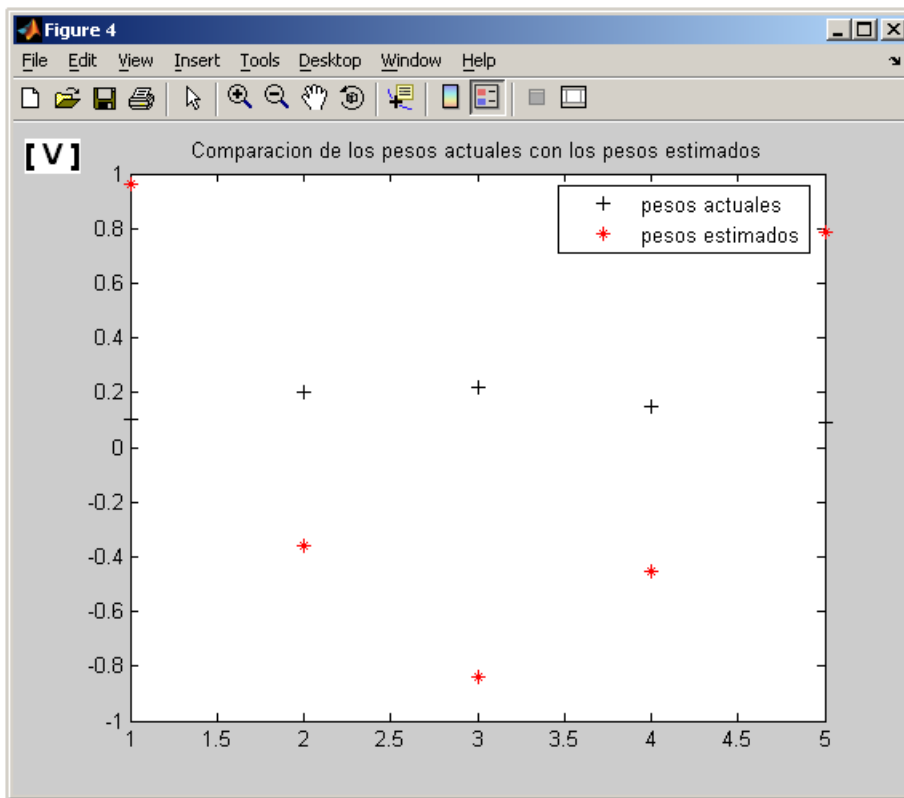 Figure 4
File Edit View Insert Tools Desktop Window Help
[ V ]
Comparacion de los pesos actuales con los pesos estimados
pesos actuales
pesos estimados
1
0.8
0.6
0.4
0.2
0
-0.2
-0.4
-0.6
-0.8
-1
1 1.5 2 2.5 3 3.5 4 4.5 5